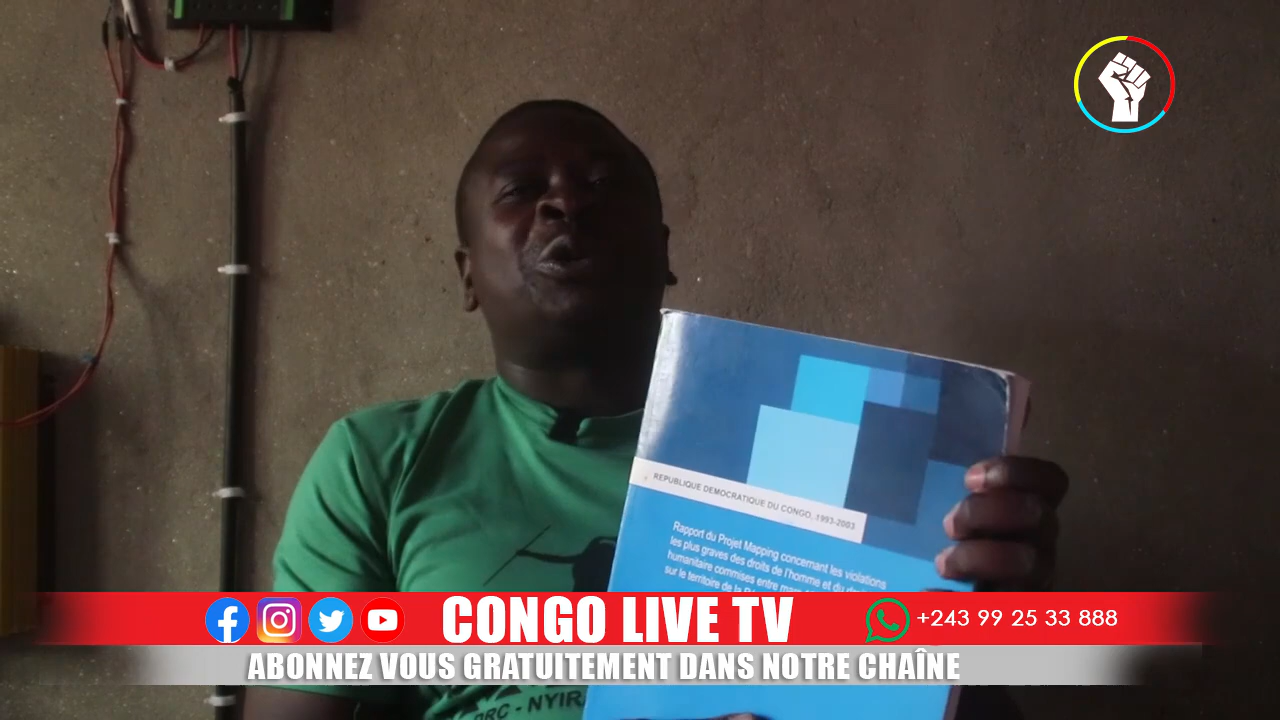 REPUBLIQUE DEMOCRATIQUE DU CONGO, 1993-2003
Rapport du Projet Mapping concernant les violations
les plus graves des droits de l'homme et du
humanitaire commises entre
sur le territoire de la
CONGO LIVE TV
+243 99 25 33 888
ABONNEZ VOUS GRATUITEMENT DANS NOTRE CHAÎNE
DRC - NYIRA